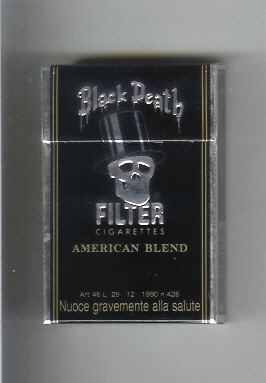 Black Death
FILTER
CIGARETTES
AMERICAN BLEND
Art 46 L. 29 12 1990 n.428
Nuoce gravemente alla salute